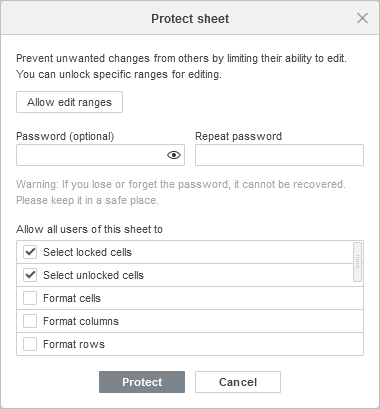 Protect sheet
Prevent unwanted changes from others by limiting their ability to edit.
You can unlock specific ranges for editing.
Allow edit ranges
Password (optional) Repeat password
Warning: If you lose or forget the password, it cannot be recovered.
Please keep it in a safe place.
Allow all users of this sheet to
Select locked cells
Select unlocked cells
Format cells
Format columns
Format rows
Protect Cancel